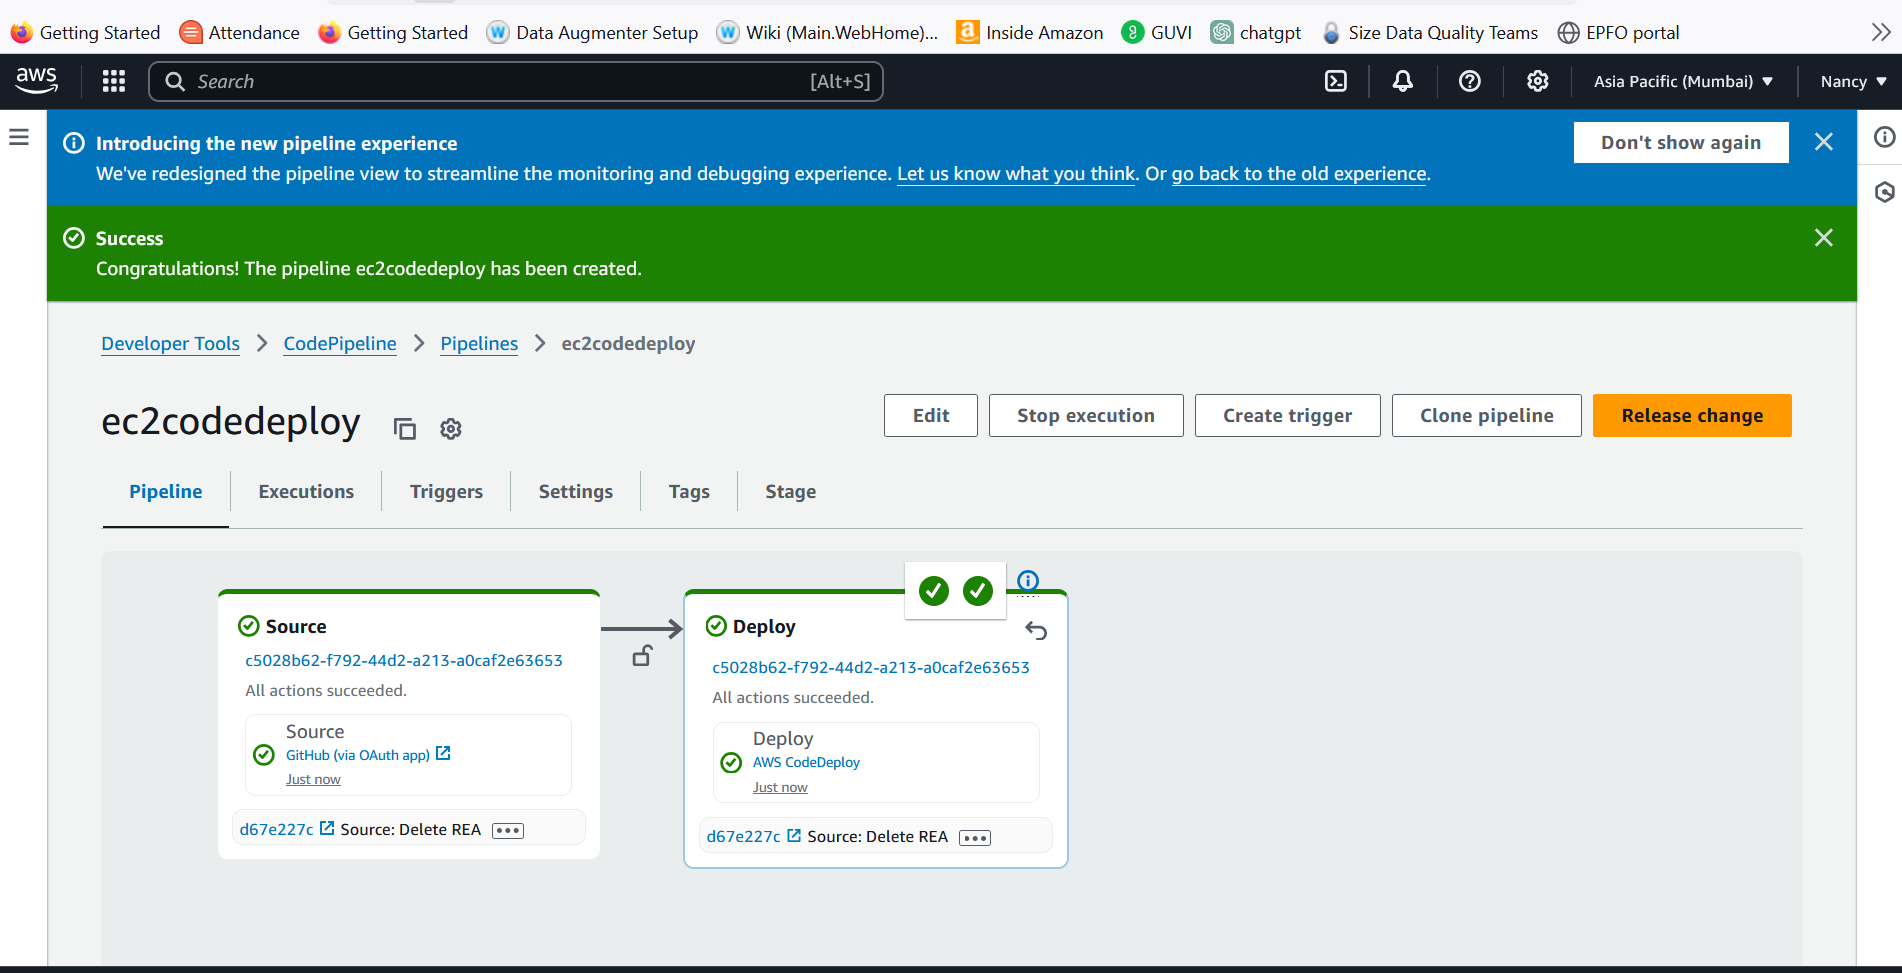 Getting Started Attendance Getting Started Data Augmenter Setup Wiki (Main.WebHome)... Inside Amazon GUVI chatgpt Size Data Quality Teams EPFO portal
aws Search [Alt+S] Asia Pacific (Mumbai) Nancy
Introducing the new pipeline experience
We've redesigned the pipeline view to streamline the monitoring and debugging experience. Let us know what you think. Or go back to the old experience.
Don't show again
Success
Congratulations! The pipeline ec2codedeploy has been created.
Developer Tools > CodePipeline > Pipelines > ec2codedeploy
ec2codedeploy
Edit Stop execution Create trigger Clone pipeline Release change
Pipeline Executions Triggers Settings Tags Stage
Source
c5028b62-f792-44d2-a213-a0caf2e63653
All actions succeeded.
Source
GitHub (via OAuth app)
Just now
d67e227c Source: Delete REA
Deploy
c5028b62-f792-44d2-a213-a0caf2e63653
All actions succeeded.
Deploy
AWS CodeDeploy
Just now
d67e227c Source: Delete REA